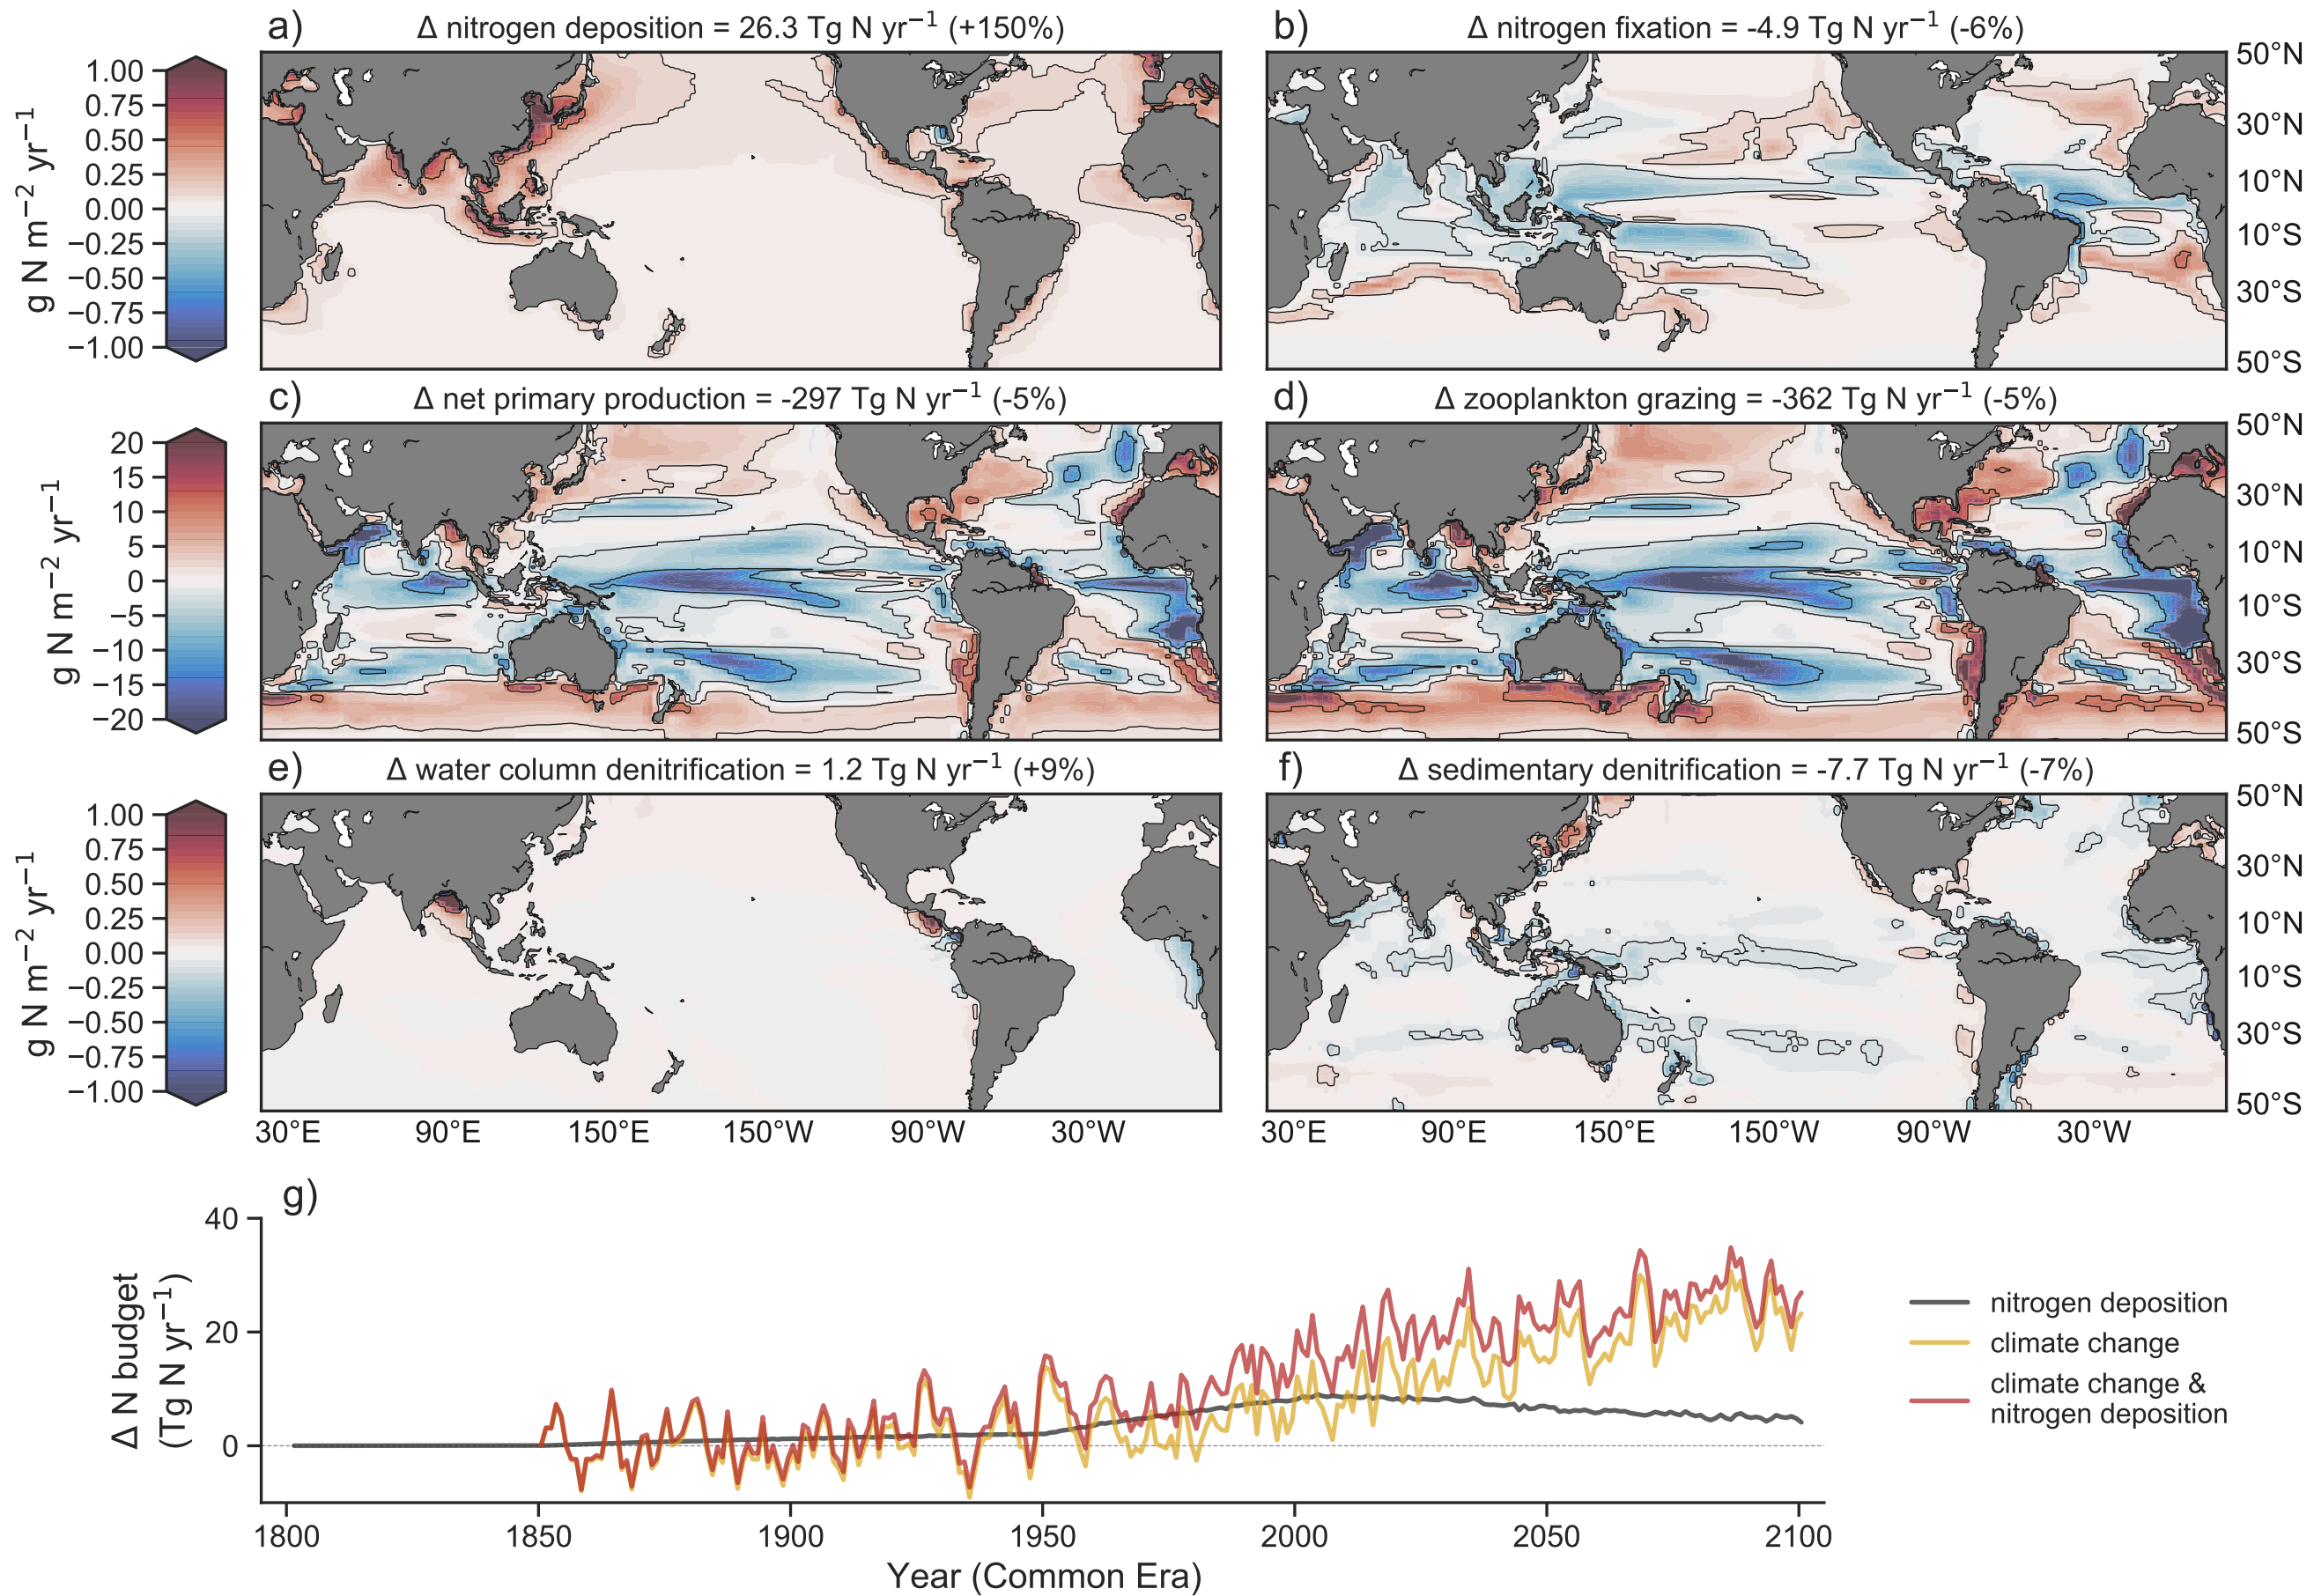 a) Δ nitrogen deposition = 26.3 Tg N yr⁻¹ (+150%)
b) Δ nitrogen fixation = -4.9 Tg N yr⁻¹ (-6%)
g N m⁻² yr⁻¹
1.00
0.75
0.50
0.25
0.00
−0.25
−0.50
−0.75
−1.00
50°N
30°N
10°N
10°S
30°S
50°S
c) Δ net primary production = -297 Tg N yr⁻¹ (-5%)
d) Δ zooplankton grazing = -362 Tg N yr⁻¹ (-5%)
g N m⁻² yr⁻¹
20
15
10
5
0
−5
−10
−15
−20
50°N
30°N
10°N
10°S
30°S
50°S
e) Δ water column denitrification = 1.2 Tg N yr⁻¹ (+9%)
f) Δ sedimentary denitrification = -7.7 Tg N yr⁻¹ (-7%)
g N m⁻² yr⁻¹
1.00
0.75
0.50
0.25
0.00
−0.25
−0.50
−0.75
−1.00
50°N
30°N
10°N
10°S
30°S
50°S
30°E 90°E 150°E 150°W 90°W 30°W
30°E 90°E 150°E 150°W 90°W 30°W
g)
Δ N budget
(Tg N yr⁻¹)
40
20
0
nitrogen deposition
climate change
climate change &
nitrogen deposition
1800 1850 1900 1950 2000 2050 2100
Year (Common Era)